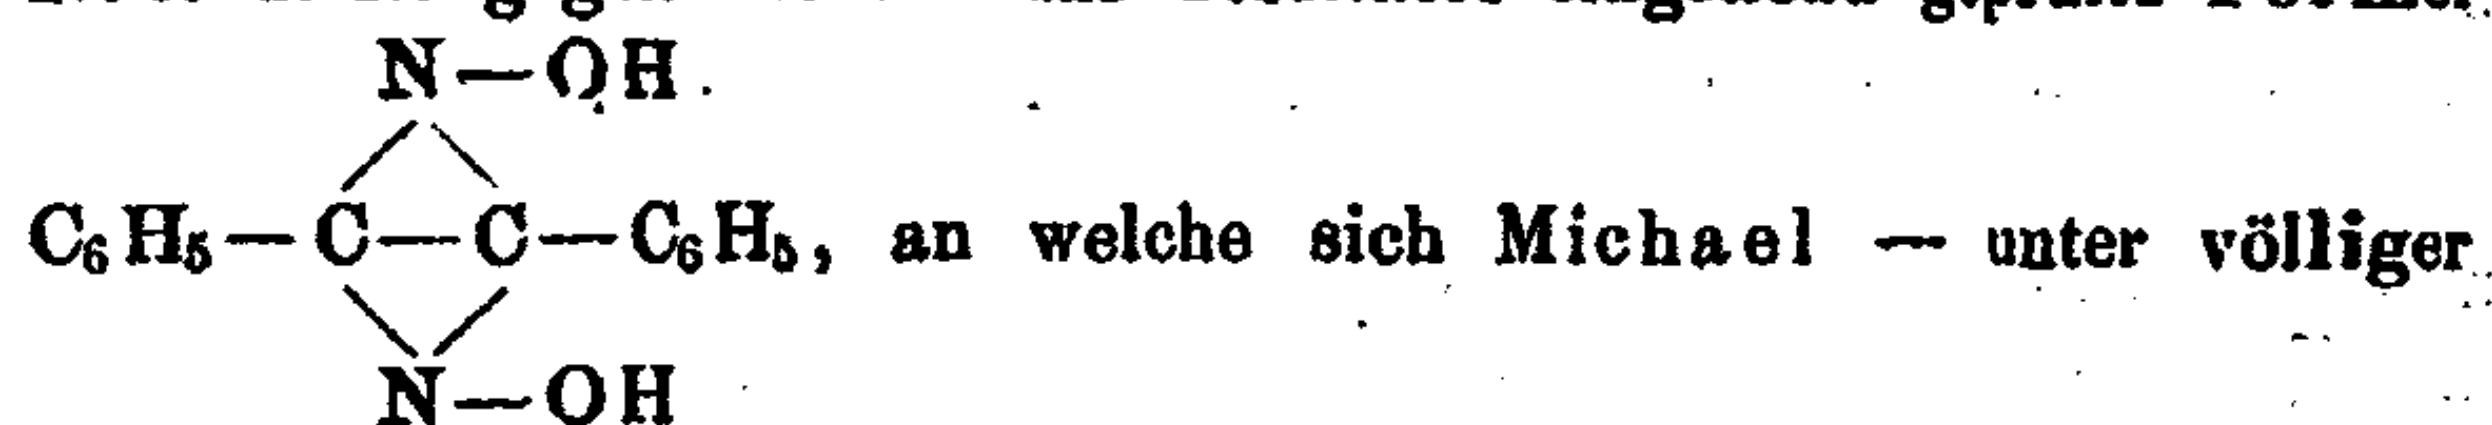 N—OH.
C₆H₅—C—C—C₆H₅, an welche sich Michael — unter völliger
N—OH